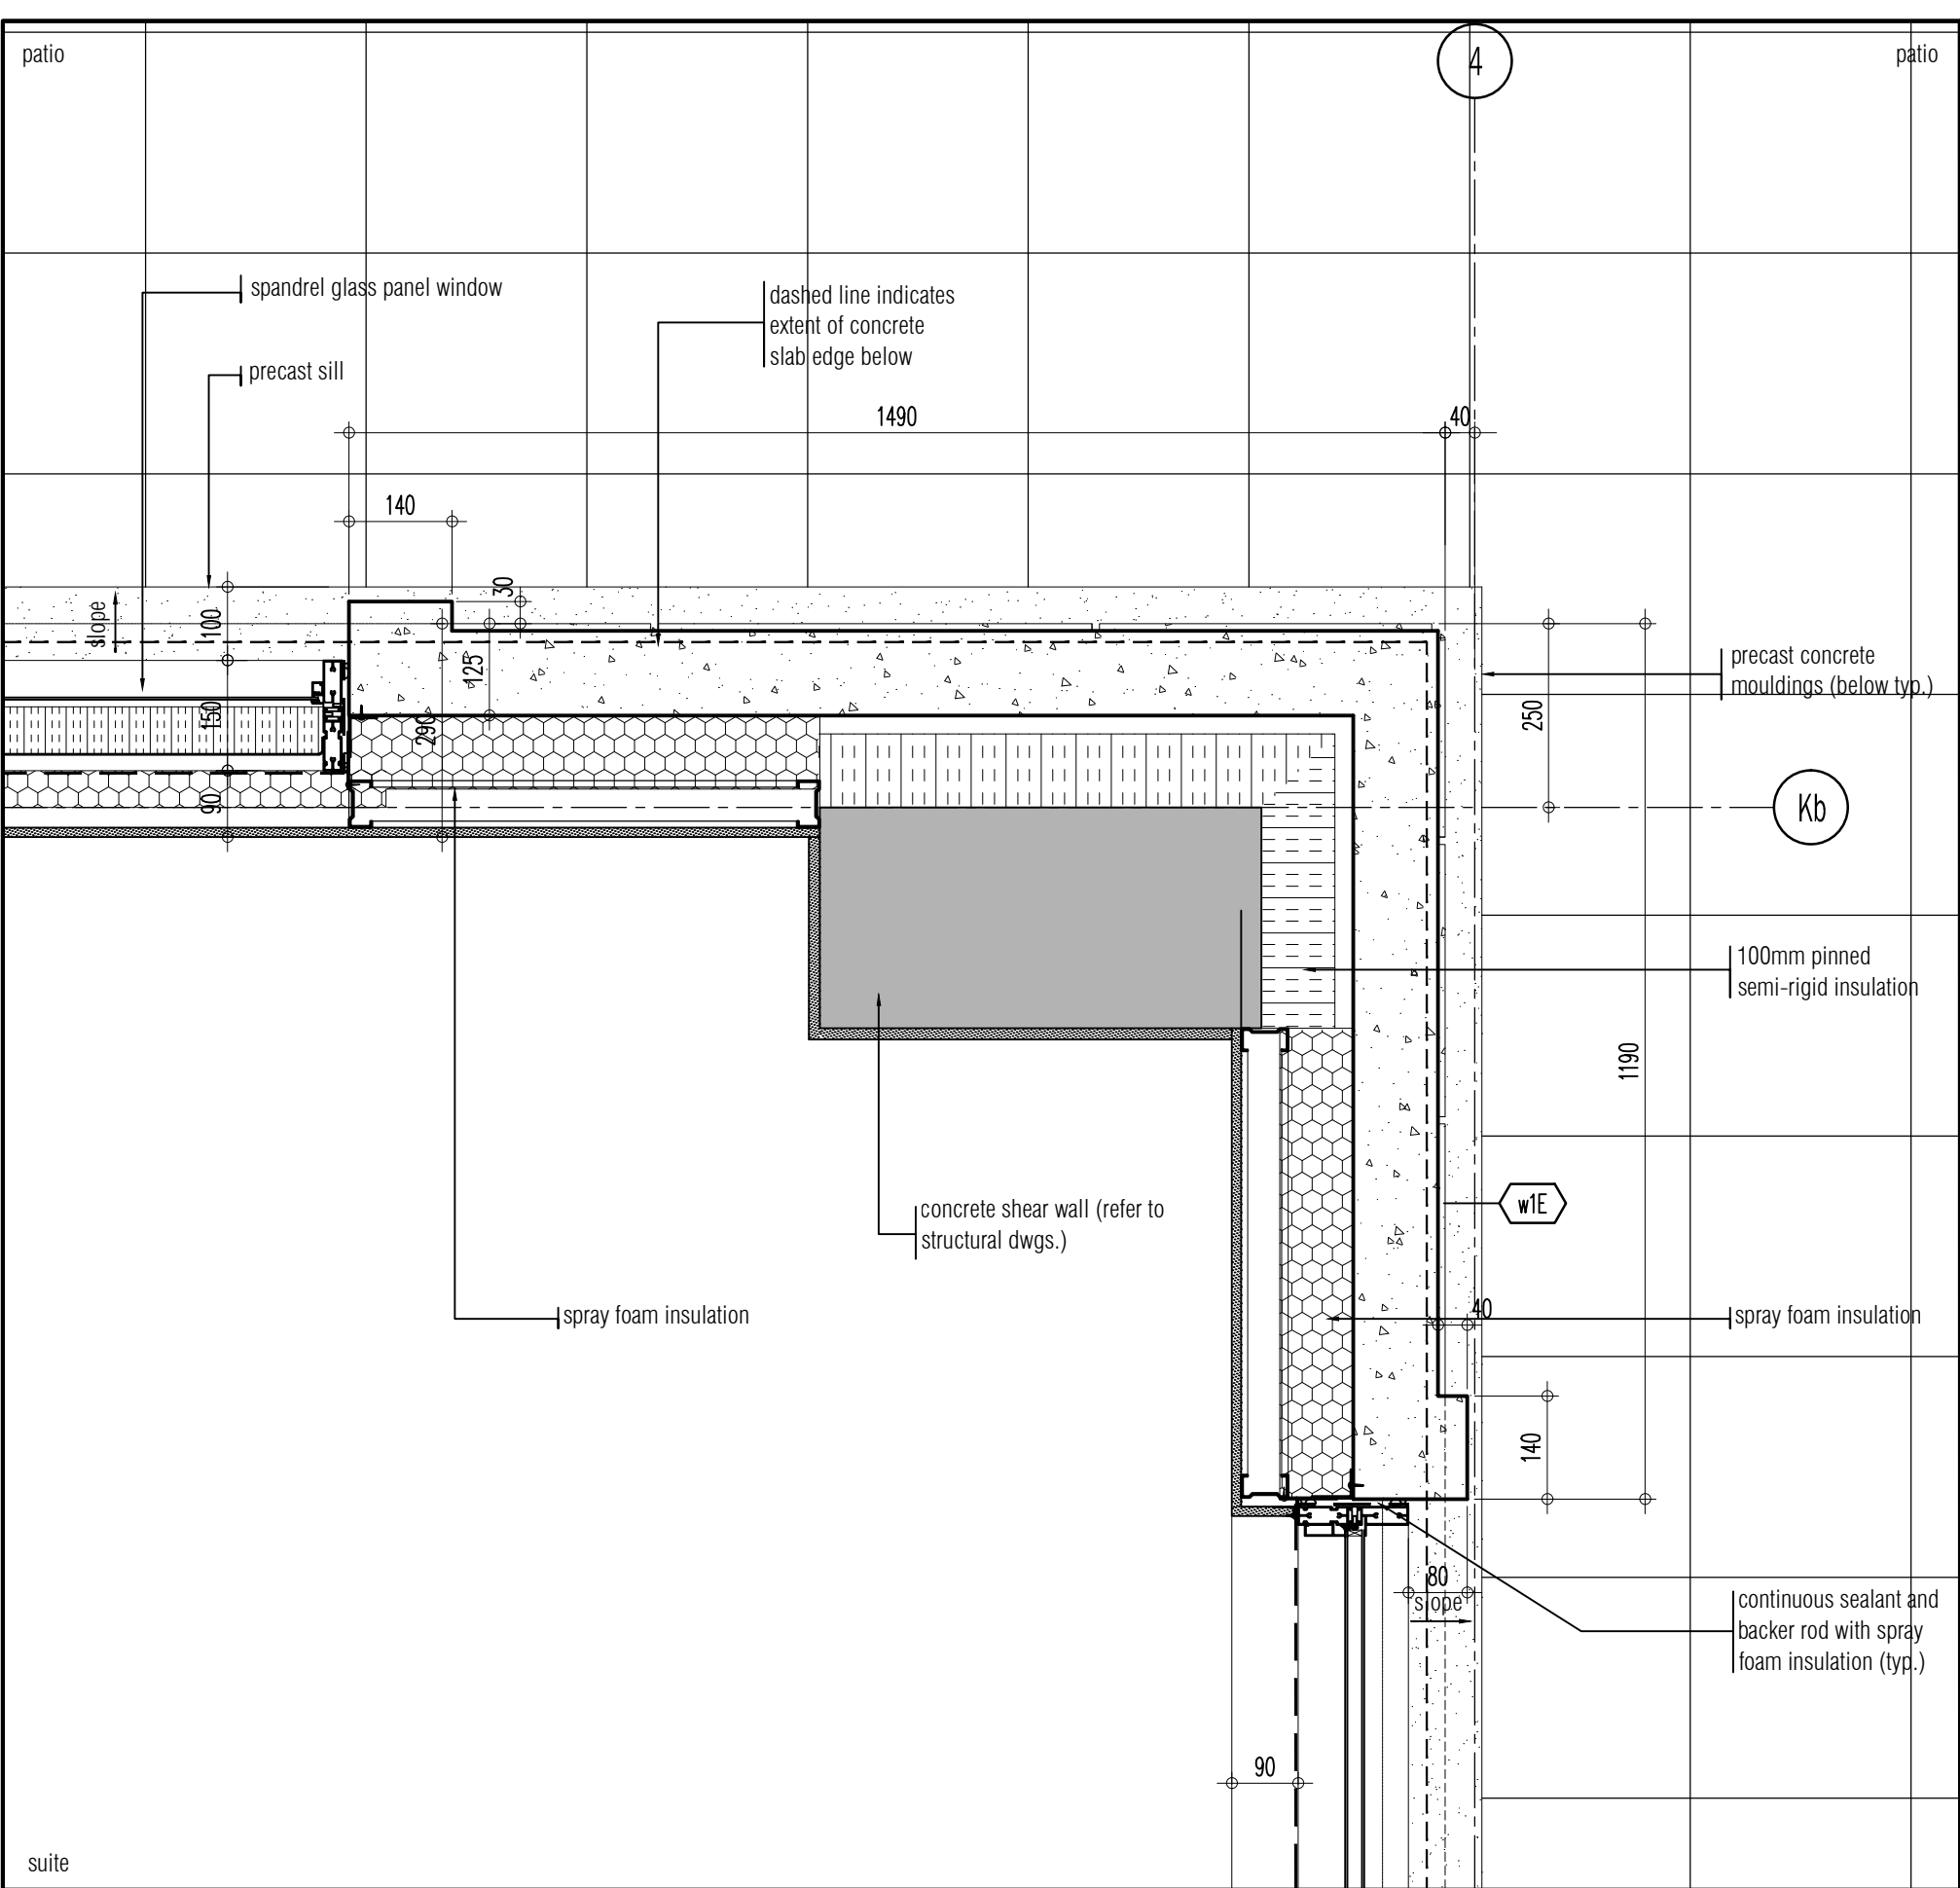 patio
4
patio
spandrel glass panel window
dashed line indicates
extent of concrete
slab edge below
precast sill
1490
40
140
30
slope
100
125
150
290
90
precast concrete
mouldings (below typ.)
250
Kb
100mm pinned
semi-rigid insulation
1190
w1E
concrete shear wall (refer to
structural dwgs.)
spray foam insulation
40
spray foam insulation
140
80
slope
continuous sealant and
backer rod with spray
foam insulation (typ.)
90
suite